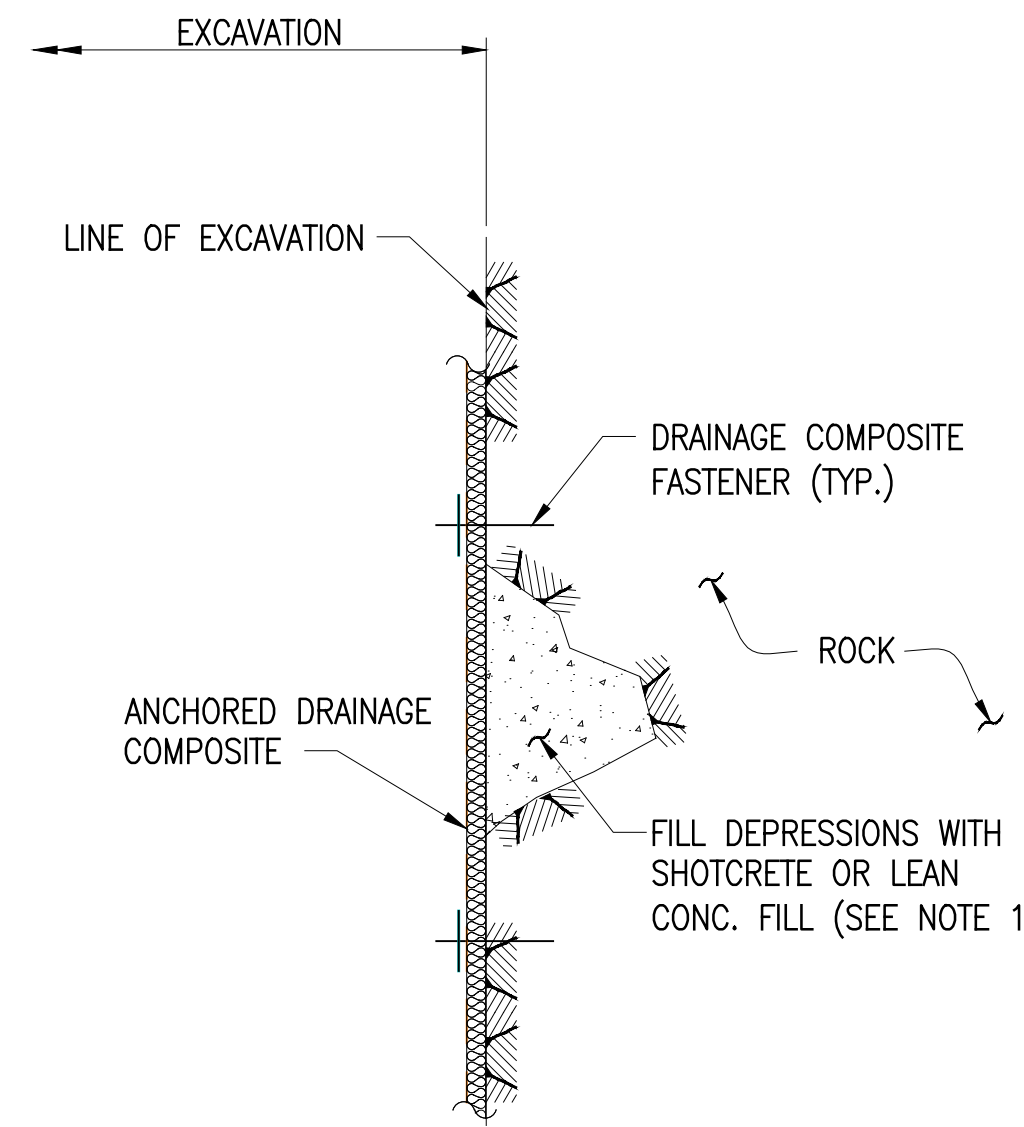 EXCAVATION
LINE OF EXCAVATION
DRAINAGE COMPOSITE
FASTENER (TYP.)
ROCK
ANCHORED DRAINAGE
COMPOSITE
FILL DEPRESSIONS WITH
SHOTCRETE OR LEAN
CONC. FILL (SEE NOTE 1